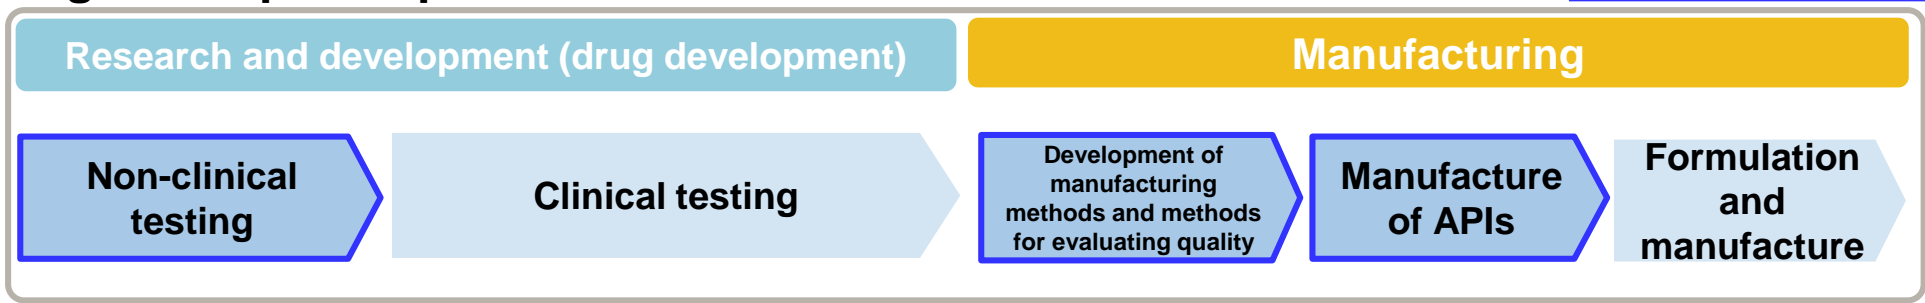 Research and development (drug development)
Manufacturing
Non-clinical
testing
Clinical testing
Development of
manufacturing
methods and methods
for evaluating quality
Manufacture
of APIs
Formulation
and
manufacture